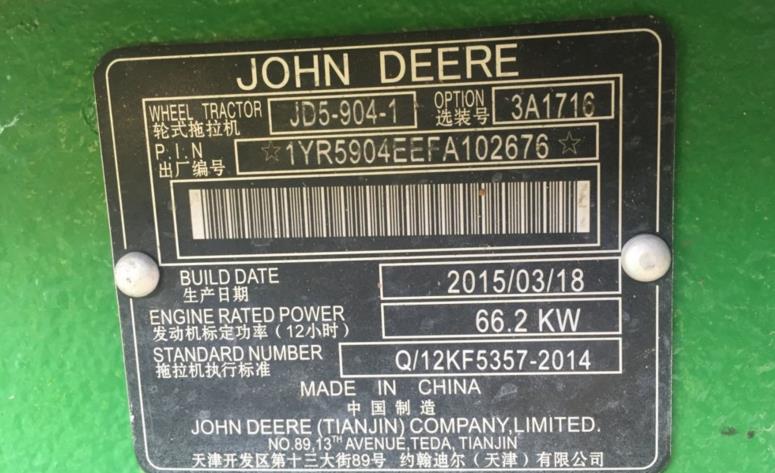 JOHN DEERE
WHEEL TRACTOR JD5-904-1 OPTION 3A1716
轮式拖拉机 选装号
P.I.N ☆1YR5904EEFA102676☆
出厂编号
BUILD DATE 2015/03/18
生产日期
ENGINE RATED POWER 66.2 KW
发动机标定功率(12小时)
STANDARD NUMBER Q/12KF5357-2014
拖拉机执行标准
MADE IN CHINA
中国制造
JOHN DEERE (TIANJIN) COMPANY,LIMITED.
NO.89,13TH AVENUE,TEDA, TIANJIN
天津开发区第十三大街89号 约翰迪尔(天津)有限公司